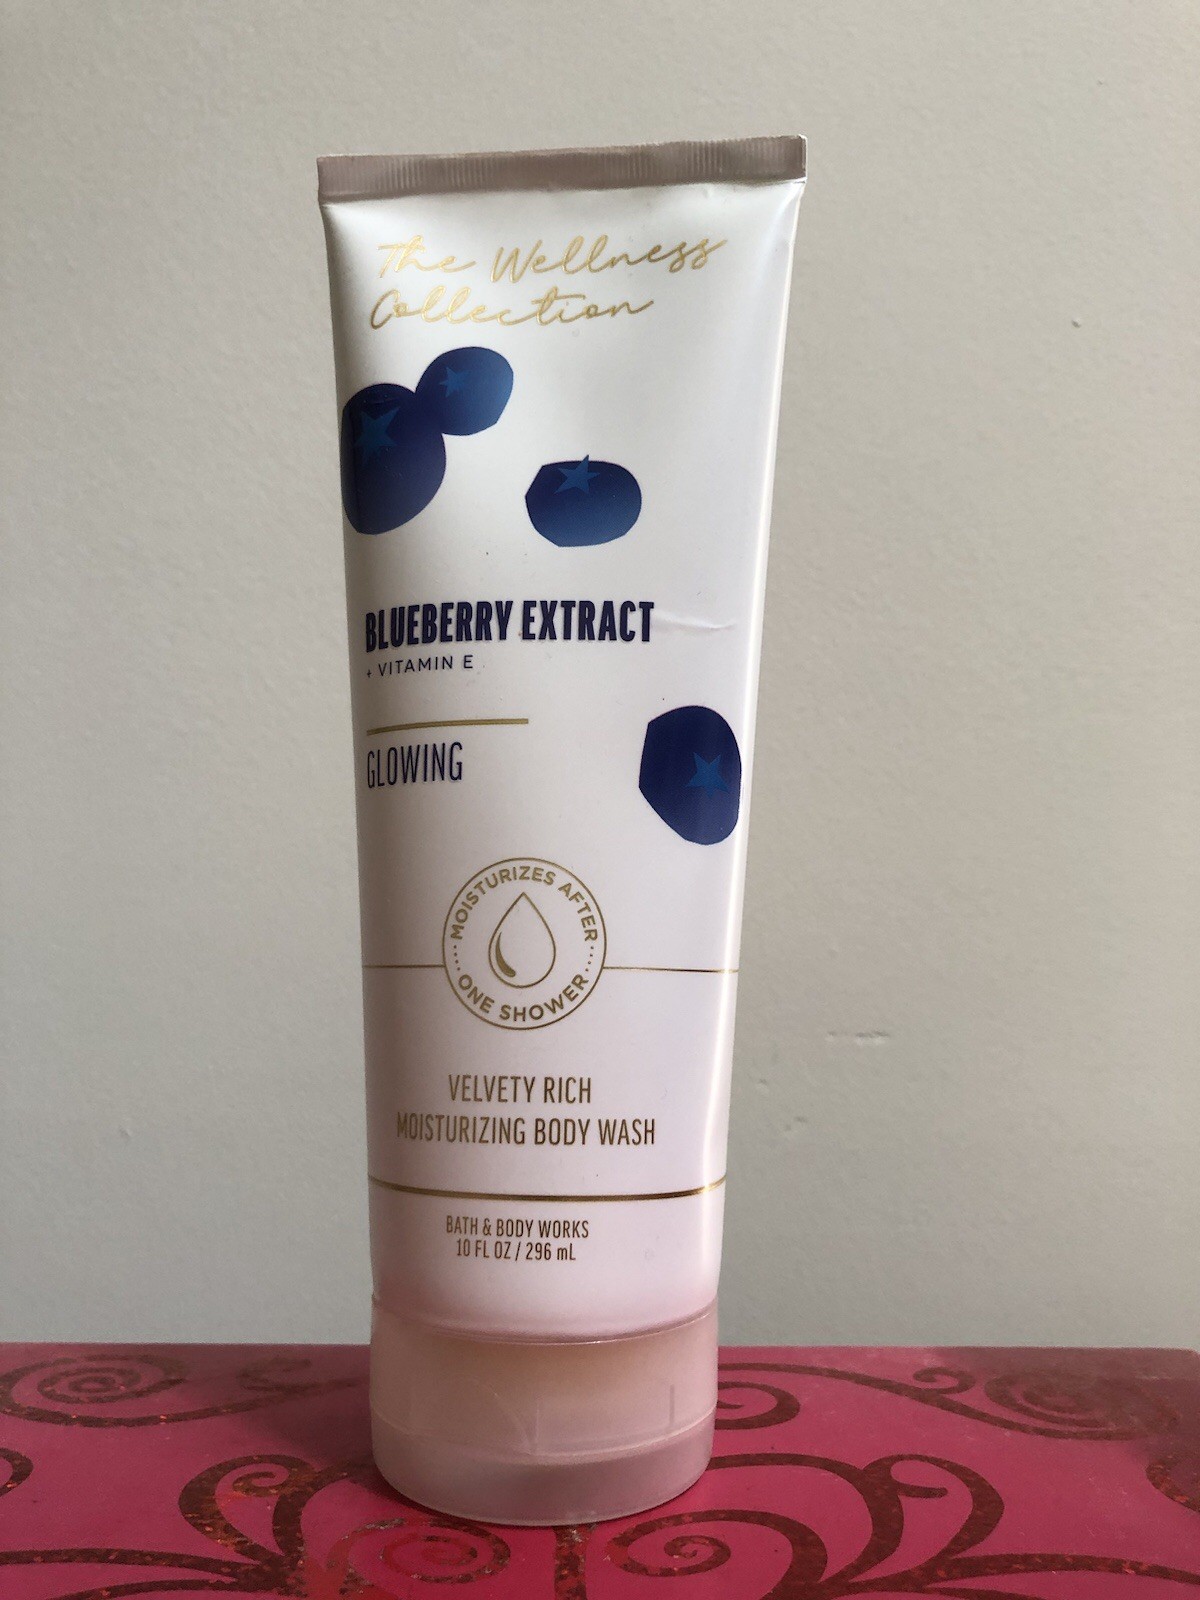 The Wellness
Collection
BLUEBERRY EXTRACT
+ VITAMIN E
GLOWING
MOISTURIZES AFTER
ONE SHOWER
VELVETY RICH
MOISTURIZING BODY WASH
BATH & BODY WORKS
10 FL OZ / 296 mL